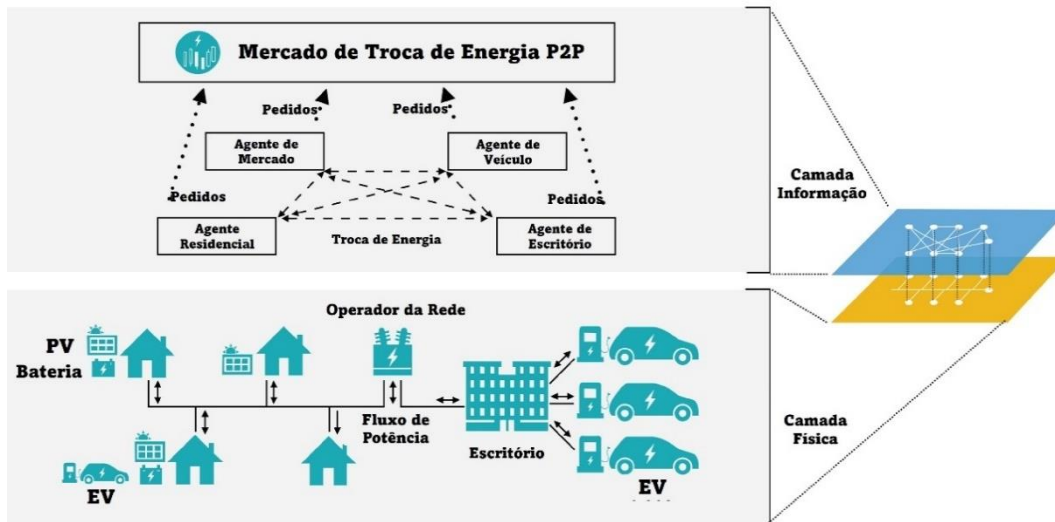 Mercado de Troca de Energia P2P
Pedidos
Pedidos
Agente de
Mercado
Agente de
Veículo
Pedidos
Pedidos
Agente
Residencial
Troca de Energia
Agente de
Escritório
Camada
Informação
Operador da Rede
PV
Bateria
Fluxo de
Potência
Escritório
EV
EV
Camada
Física